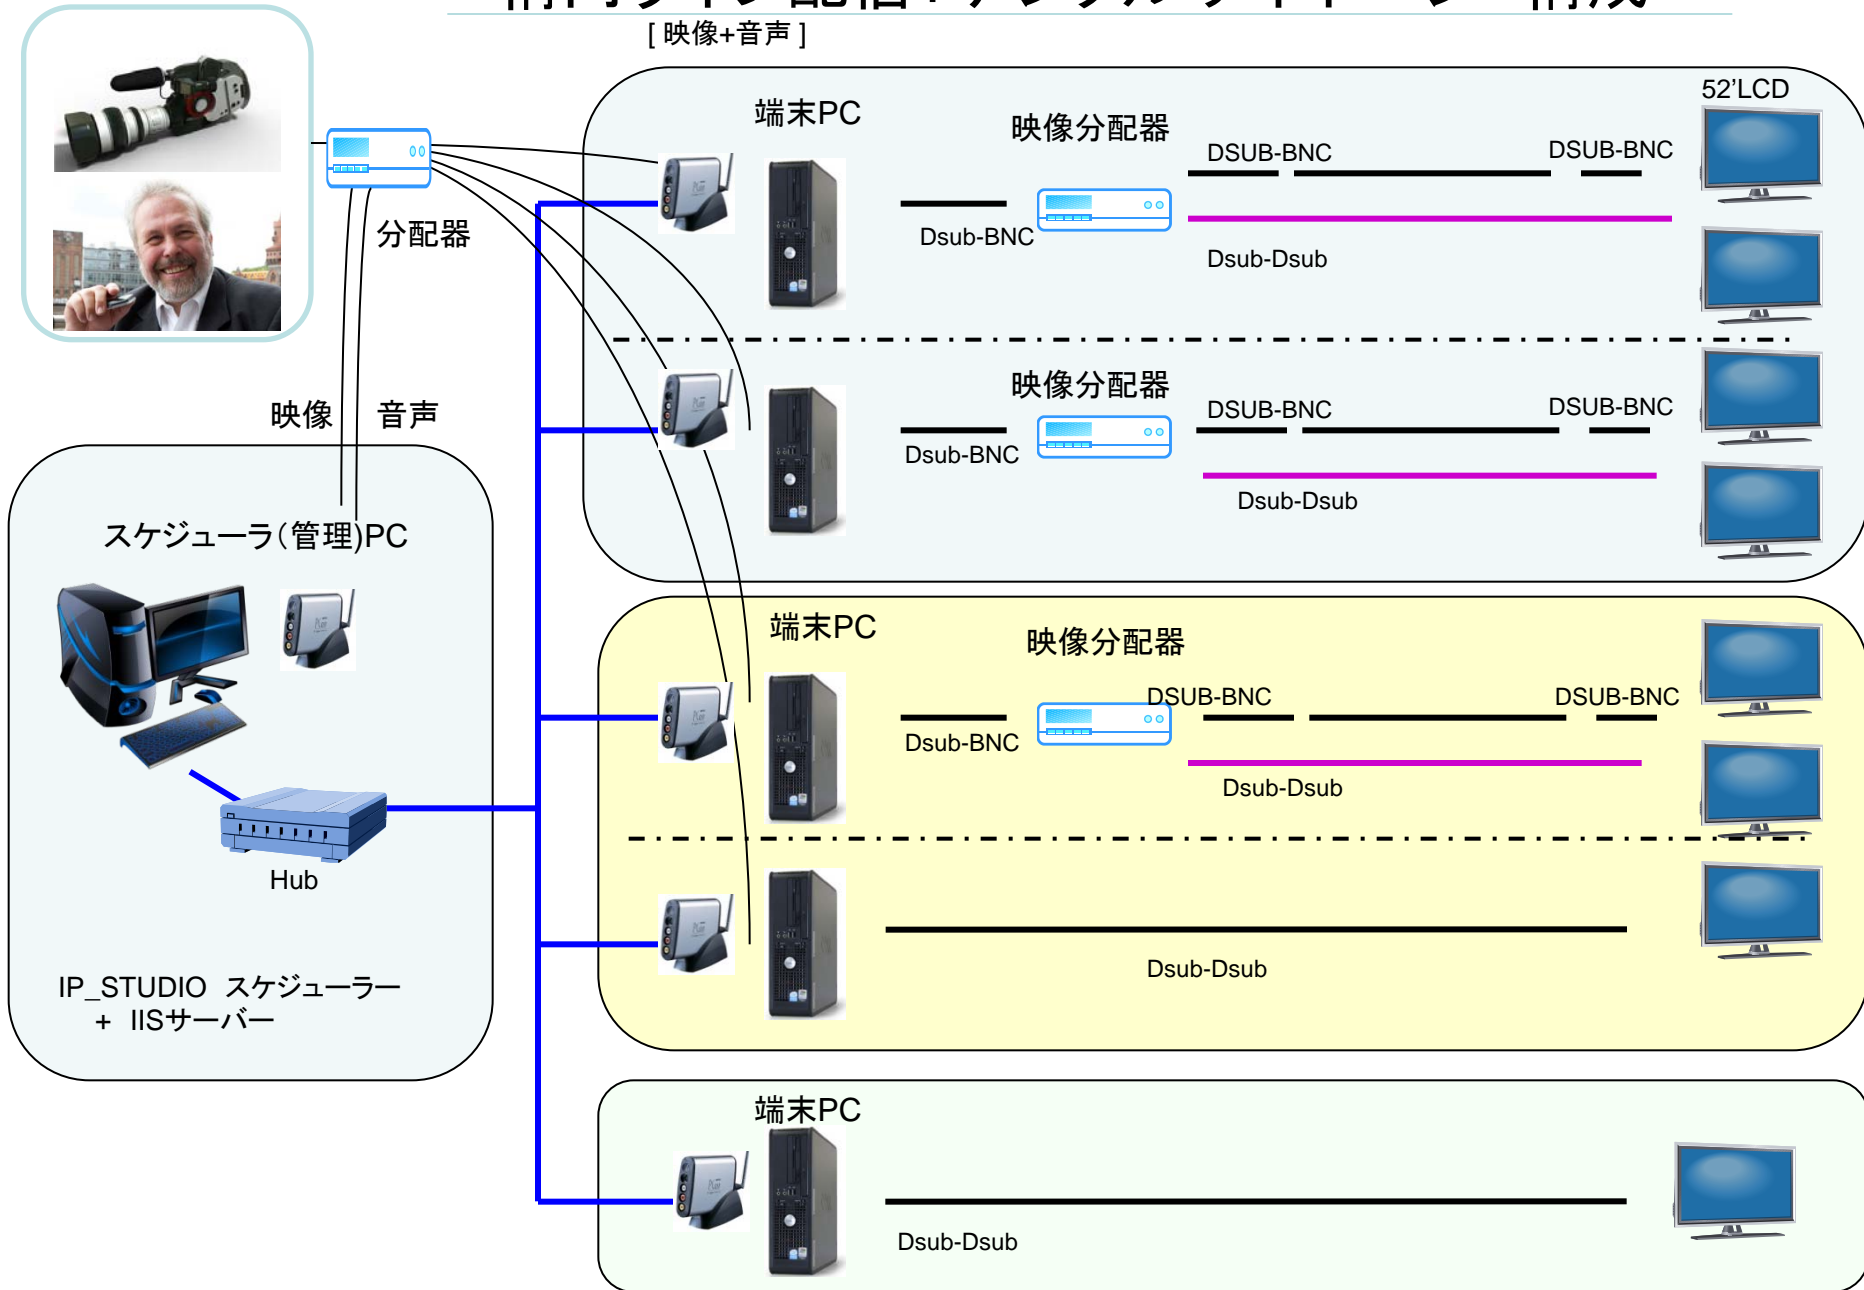 [ 映像+音声 ]
52'LCD
端末PC
映像分配器
DSUB-BNC
DSUB-BNC
分配器
Dsub-BNC
Dsub-Dsub
映像分配器
DSUB-BNC
DSUB-BNC
映像
音声
Dsub-BNC
Dsub-Dsub
スケジューラ(管理)PC
端末PC
映像分配器
DSUB-BNC
DSUB-BNC
Dsub-BNC
Dsub-Dsub
Hub
Dsub-Dsub
IP_STUDIO スケジューラー
+ IISサーバー
端末PC
Dsub-Dsub